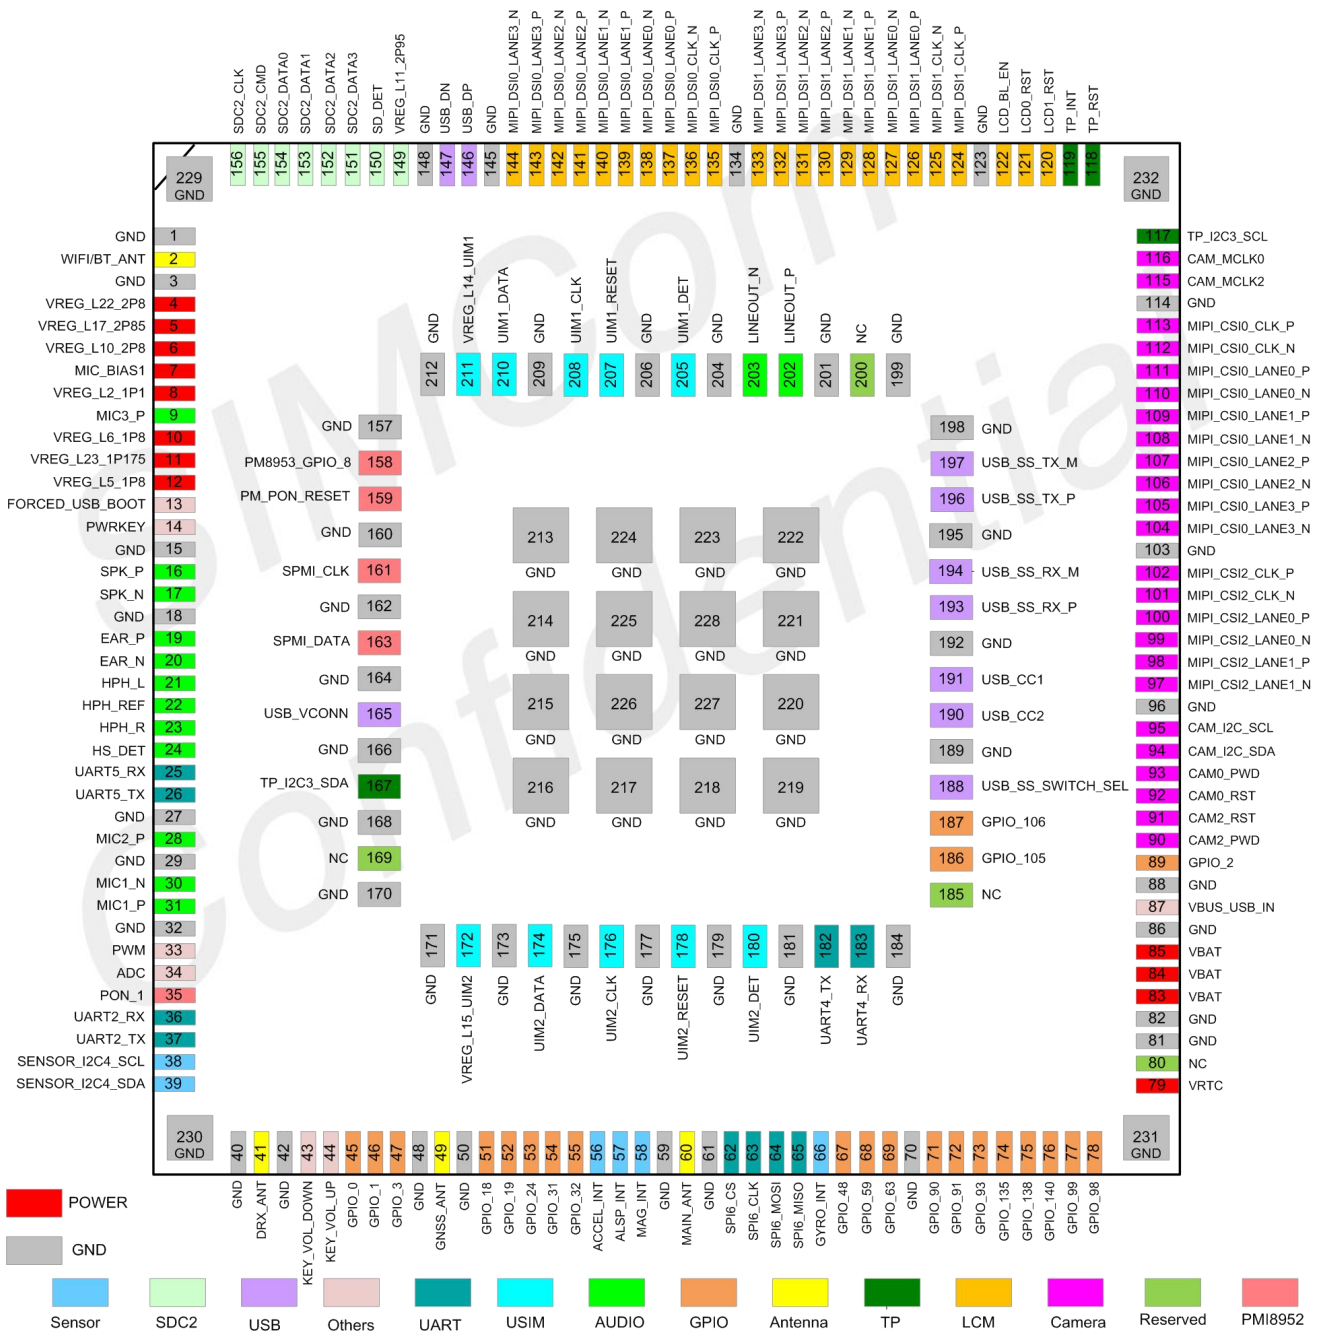 SDC2_CLK
SDC2_CMD
SDC2_DATA0
SDC2_DATA1
SDC2_DATA2
SDC2_DATA3
SD_DET
VREG_L11_2P95
GND
USB_DN
USB_DP
GND
MIPI_DSI0_LANE3_N
MIPI_DSI0_LANE3_P
MIPI_DSI0_LANE2_N
MIPI_DSI0_LANE2_P
MIPI_DSI0_LANE1_N
MIPI_DSI0_LANE1_P
MIPI_DSI0_LANE0_N
MIPI_DSI0_LANE0_P
MIPI_DSI0_CLK_N
MIPI_DSI0_CLK_P
GND
MIPI_DSI1_LANE3_N
MIPI_DSI1_LANE3_P
MIPI_DSI1_LANE2_N
MIPI_DSI1_LANE2_P
MIPI_DSI1_LANE1_N
MIPI_DSI1_LANE1_P
MIPI_DSI1_LANE0_N
MIPI_DSI1_LANE0_P
MIPI_DSI1_CLK_N
MIPI_DSI1_CLK_P
GND
LCD_BL_EN
LCD0_RST
LCD1_RST
TP_INT
TP_RST
229
GND
156
155
154
153
152
151
150
149
148
147
146
145
144
143
142
141
140
139
138
137
136
135
134
133
132
131
130
129
128
127
126
125
124
123
122
121
120
119
118
232
GND
GND 1
WIFI/BT_ANT 2
GND 3
VREG_L22_2P8 4
VREG_L17_2P85 5
VREG_L10_2P8 6
MIC_BIAS1 7
VREG_L2_1P1 8
MIC3_P 9
VREG_L6_1P8 10
VREG_L23_1P175 11
VREG_L5_1P8 12
FORCED_USB_BOOT 13
PWRKEY 14
GND 15
SPK_P 16
SPK_N 17
GND 18
EAR_P 19
EAR_N 20
HPH_L 21
HPH_REF 22
HPH_R 23
HS_DET 24
UART5_RX 25
UART5_TX 26
GND 27
MIC2_P 28
GND 29
MIC1_N 30
MIC1_P 31
GND 32
PWM 33
ADC 34
PON_1 35
UART2_RX 36
UART2_TX 37
SENSOR_I2C4_SCL 38
SENSOR_I2C4_SDA 39
GND
VREG_L14_UIM1
UIM1_DATA
GND
UIM1_CLK
UIM1_RESET
GND
UIM1_DET
GND
LINEOUT_N
LINEOUT_P
GND
NC
GND
212
211
210
209
208
207
206
205
204
203
202
201
200
199
GND 157
PM8953_GPIO_8 158
PM_PON_RESET 159
GND 160
SPMI_CLK 161
GND 162
SPMI_DATA 163
GND 164
USB_VCONN 165
GND 166
TP_I2C3_SDA 167
GND 168
NC 169
GND 170
213 224 223 222
GND GND GND GND
214 225 228 221
GND GND GND GND
215 226 227 220
GND GND GND GND
216 217 218 219
GND GND GND GND
198 GND
197 USB_SS_TX_M
196 USB_SS_TX_P
195 GND
194 USB_SS_RX_M
193 USB_SS_RX_P
192 GND
191 USB_CC1
190 USB_CC2
189 GND
188 USB_SS_SWITCH_SEL
187 GPIO_106
186 GPIO_105
185 NC
171
172
173
174
175
176
177
178
179
180
181
182
183
184
GND
VREG_L15_UIM2
GND
UIM2_DATA
GND
UIM2_CLK
GND
UIM2_RESET
GND
UIM2_DET
GND
UART4_TX
UART4_RX
GND
117 TP_I2C3_SCL
116 CAM_MCLK0
115 CAM_MCLK2
114 GND
113 MIPI_CSI0_CLK_P
112 MIPI_CSI0_CLK_N
111 MIPI_CSI0_LANE0_P
110 MIPI_CSI0_LANE0_N
109 MIPI_CSI0_LANE1_P
108 MIPI_CSI0_LANE1_N
107 MIPI_CSI0_LANE2_P
106 MIPI_CSI0_LANE2_N
105 MIPI_CSI0_LANE3_P
104 MIPI_CSI0_LANE3_N
103 GND
102 MIPI_CSI2_CLK_P
101 MIPI_CSI2_CLK_N
100 MIPI_CSI2_LANE0_P
99 MIPI_CSI2_LANE0_N
98 MIPI_CSI2_LANE1_P
97 MIPI_CSI2_LANE1_N
96 GND
95 CAM_I2C_SCL
94 CAM_I2C_SDA
93 CAM0_PWD
92 CAM0_RST
91 CAM2_RST
90 CAM2_PWD
89 GPIO_2
88 GND
87 VBUS_USB_IN
86 GND
85 VBAT
84 VBAT
83 VBAT
82 GND
81 GND
80 NC
79 VRTC
230
GND
40
41
42
43
44
45
46
47
48
49
50
51
52
53
54
55
56
57
58
59
60
61
62
63
64
65
66
67
68
69
70
71
72
73
74
75
76
77
78
231
GND
GND
DRX_ANT
GND
KEY_VOL_DOWN
KEY_VOL_UP
GPIO_0
GPIO_1
GPIO_3
GND
GNSS_ANT
GND
GPIO_18
GPIO_19
GPIO_24
GPIO_31
GPIO_32
ACCEL_INT
ALSP_INT
MAG_INT
GND
MAIN_ANT
GND
SPI6_CS
SPI6_CLK
SPI6_MOSI
SPI6_MISO
GYRO_INT
GPIO_48
GPIO_59
GPIO_63
GND
GPIO_90
GPIO_91
GPIO_93
GPIO_135
GPIO_138
GPIO_140
GPIO_99
GPIO_98
POWER
GND
Sensor SDC2 USB Others UART USIM AUDIO GPIO Antenna TP LCM Camera Reserved PMI8952
SIMCom
Confidential